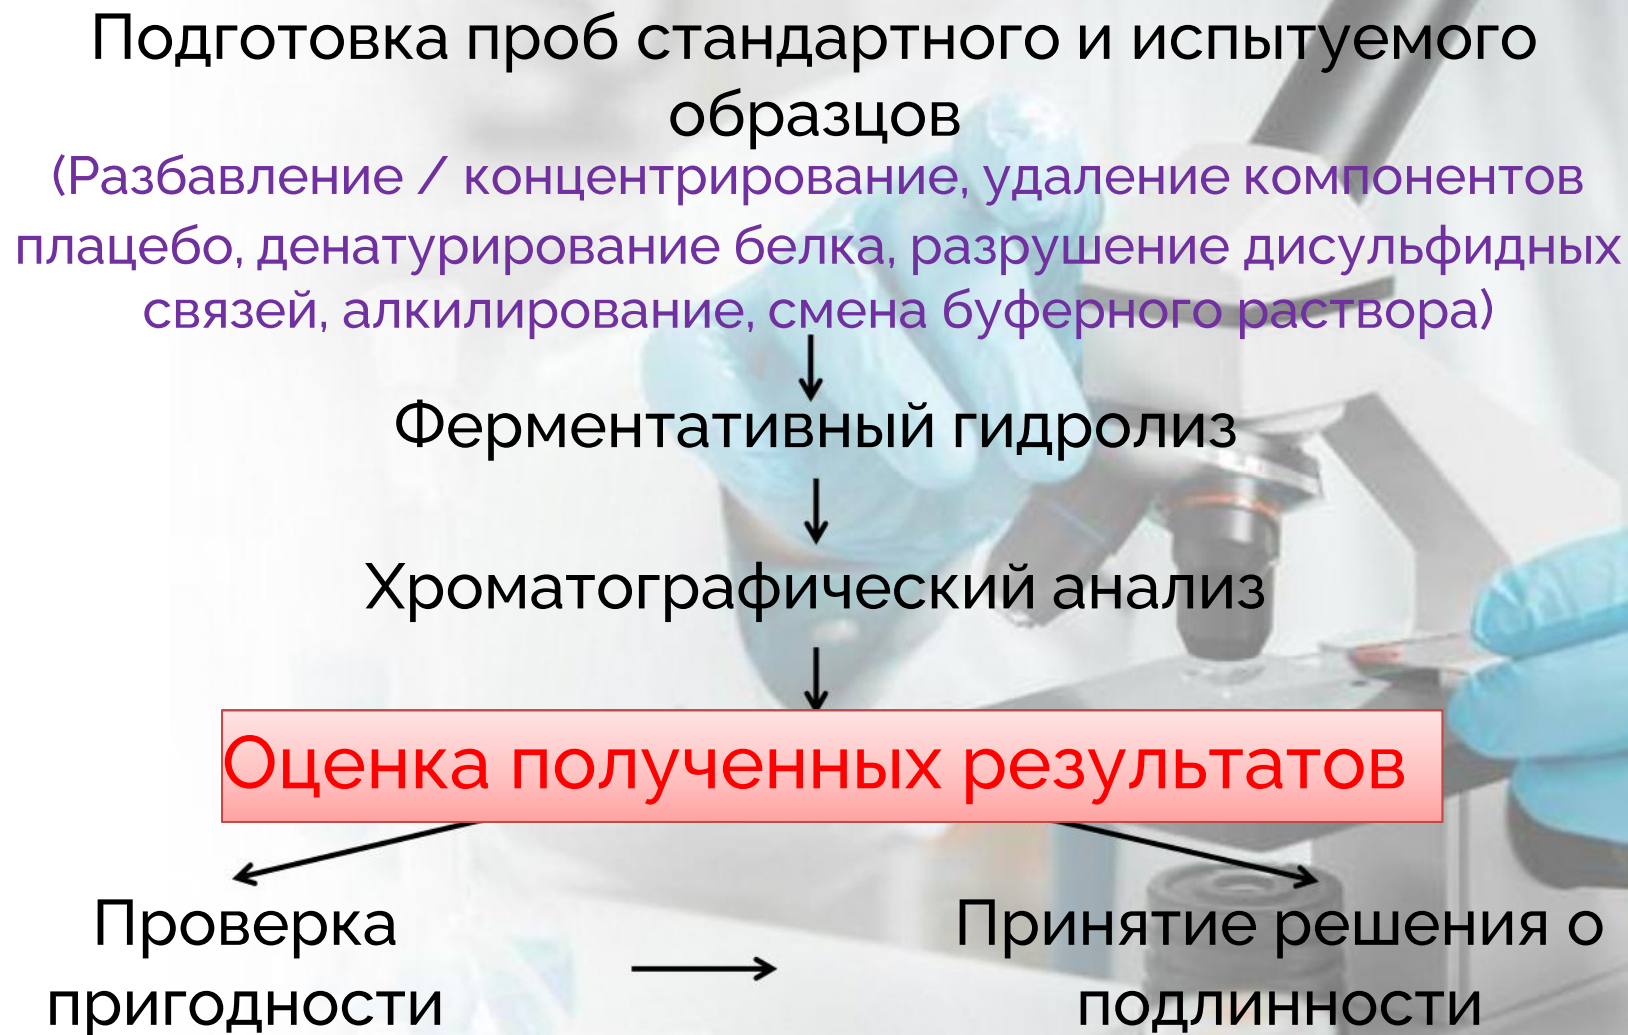 Подготовка проб стандартного и испытуемого
образцов
(Разбавление / концентрирование, удаление компонентов
плацебо, денатурирование белка, разрушение дисульфидных
связей, алкилирование, смена буферного раствора)
Ферментативный гидролиз
Хроматографический анализ
Оценка полученных результатов
Проверка
пригодности
Принятие решения о
подлинности